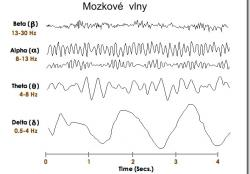 Mozkové vlny
Beta (β)
13-30 Hz
Alpha (α)
8-13 Hz
Theta (θ)
4-8 Hz
Delta (δ)
0.5-4 Hz
0 1 2 3 4
Time (Secs.)